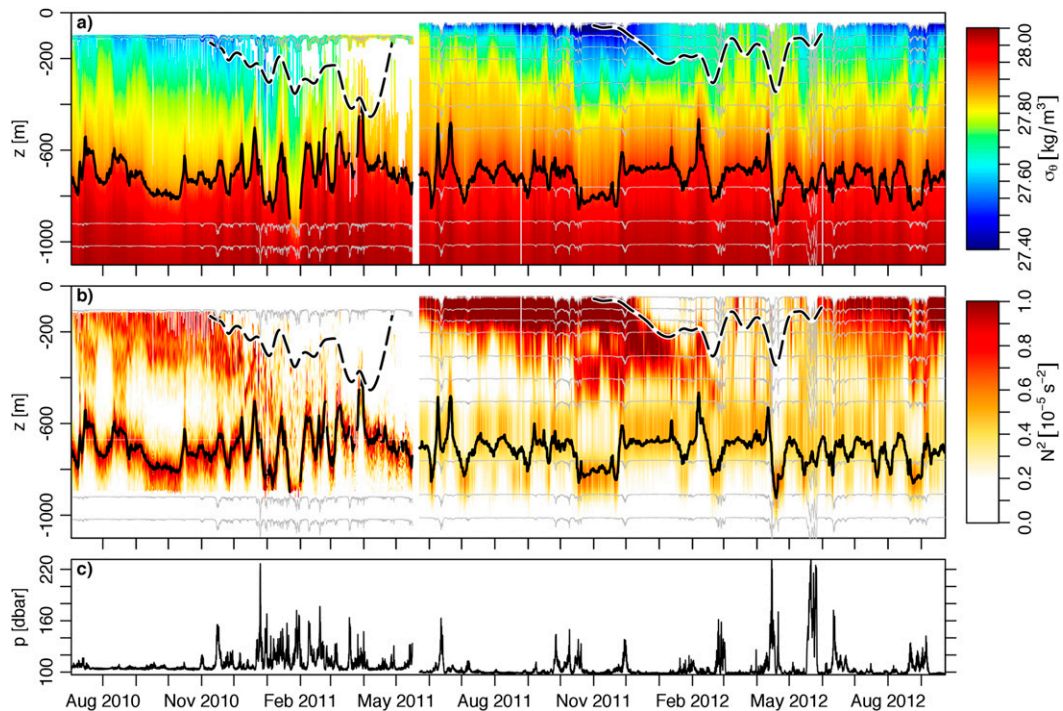 a)
0
-200
-600
-1000
z [m]
28.00
27.80
27.60
27.40
σθ [kg/m³]
b)
0
-200
-600
-1000
z [m]
1.0
0.8
0.6
0.4
0.2
0.0
N² [10⁻⁵ s⁻²]
c)
220
160
100
p [dbar]
Aug 2010 Nov 2010 Feb 2011 May 2011 Aug 2011 Nov 2011 Feb 2012 May 2012 Aug 2012